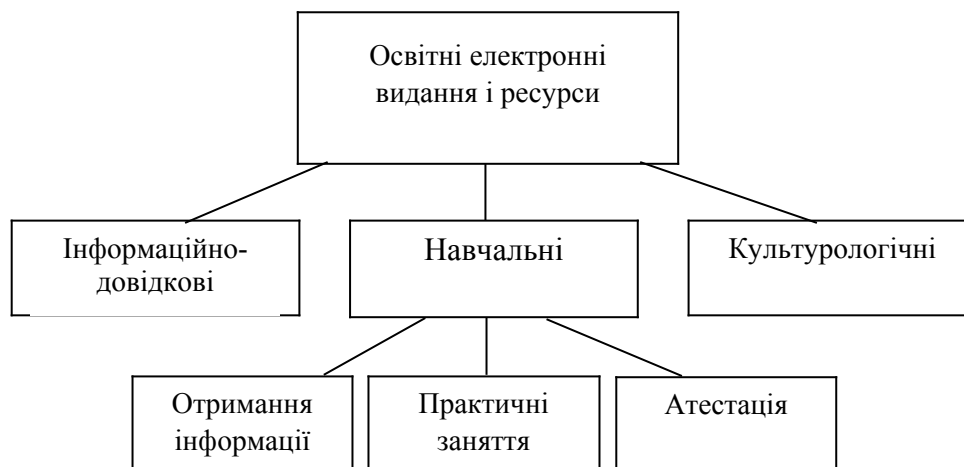 Освітні електронні
видання і ресурси
Інформаційно-
довідкові
Навчальні
Культурологічні
Отримання
інформації
Практичні
заняття
Атестація